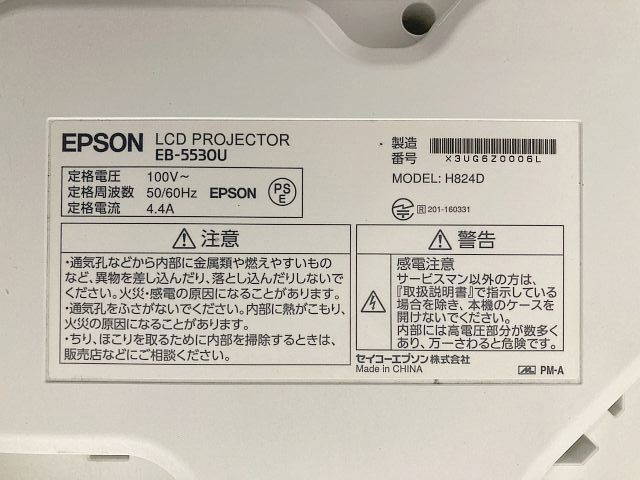 EPSON LCD PROJECTOR
EB-5530U
定格電圧 100V～
定格周波数 50/60Hz EPSON PSE
定格電流 4.4A
製造番号 X3UG6Z0006L
MODEL: H824D
R 201-160331
注意
・通気孔などから内部に金属類や燃えやすいもの
など、異物を差し込んだり、落とし込んだりしないで
ください。火災・感電の原因になることがあります。
・通気孔をふさがないでください。内部に熱がこもり、
火災の原因になることがあります。
・ちり、ほこりを取るために内部を掃除するときは、
販売店などにご相談ください。
警告
感電注意
サービスマン以外の方は、
『取扱説明書』で指示している
場合を除き、本機のケースを
開けないでください。
内部には高電圧部分が数多く
あり、万一さわると危険です。
セイコーエプソン株式会社
Made in CHINA
PM-A